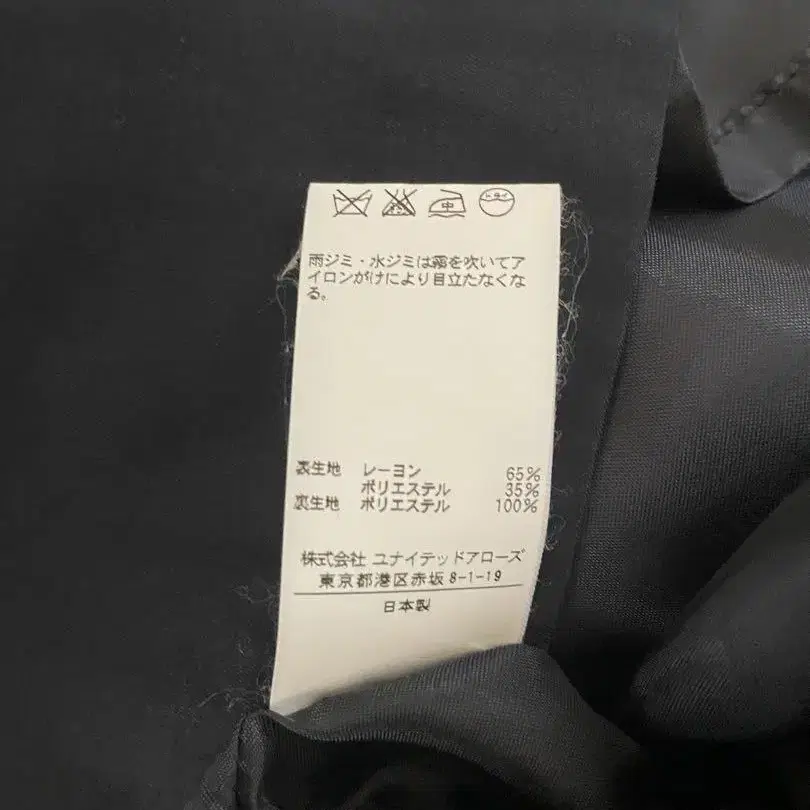 中 ドライ
雨ジミ・水ジミは霧を吹いてア
イロンがけにより目立たなくな
る。
表生地 レーヨン 65%
ポリエステル 35%
裏生地 ポリエステル 100%
株式会社 ユナイテッドアローズ
東京都港区赤坂 8-1-19
日本製